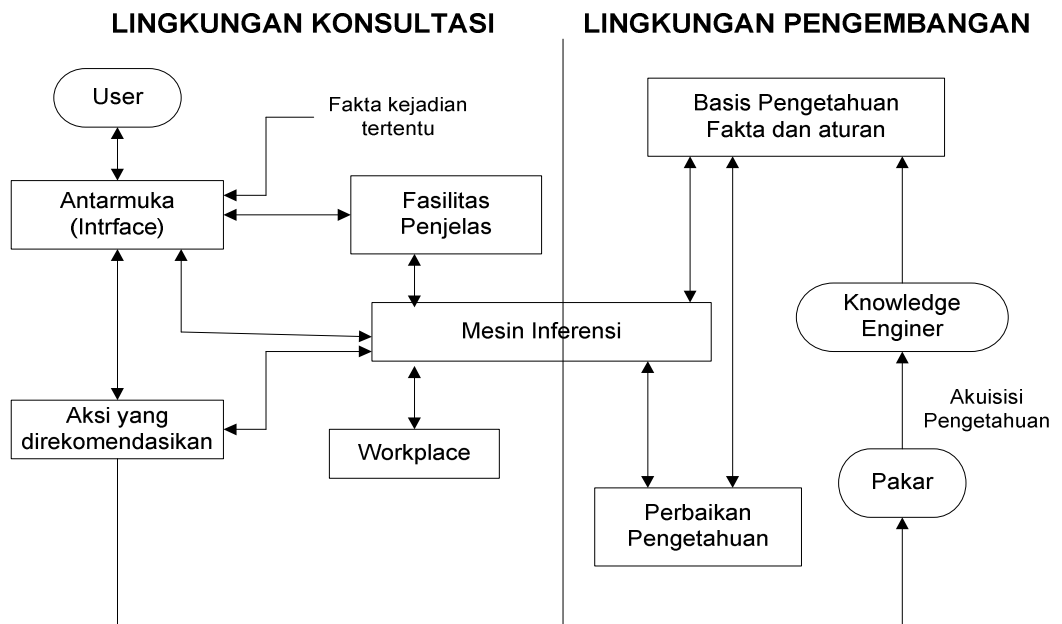 LINGKUNGAN KONSULTASI
LINGKUNGAN PENGEMBANGAN
User
Fakta kejadian
tertentu
Antarmuka
(Intrface)
Fasilitas
Penjelas
Mesin Inferensi
Aksi yang
direkomendasikan
Workplace
Basis Pengetahuan
Fakta dan aturan
Knowledge
Enginer
Akuisisi
Pengetahuan
Pakar
Perbaikan
Pengetahuan